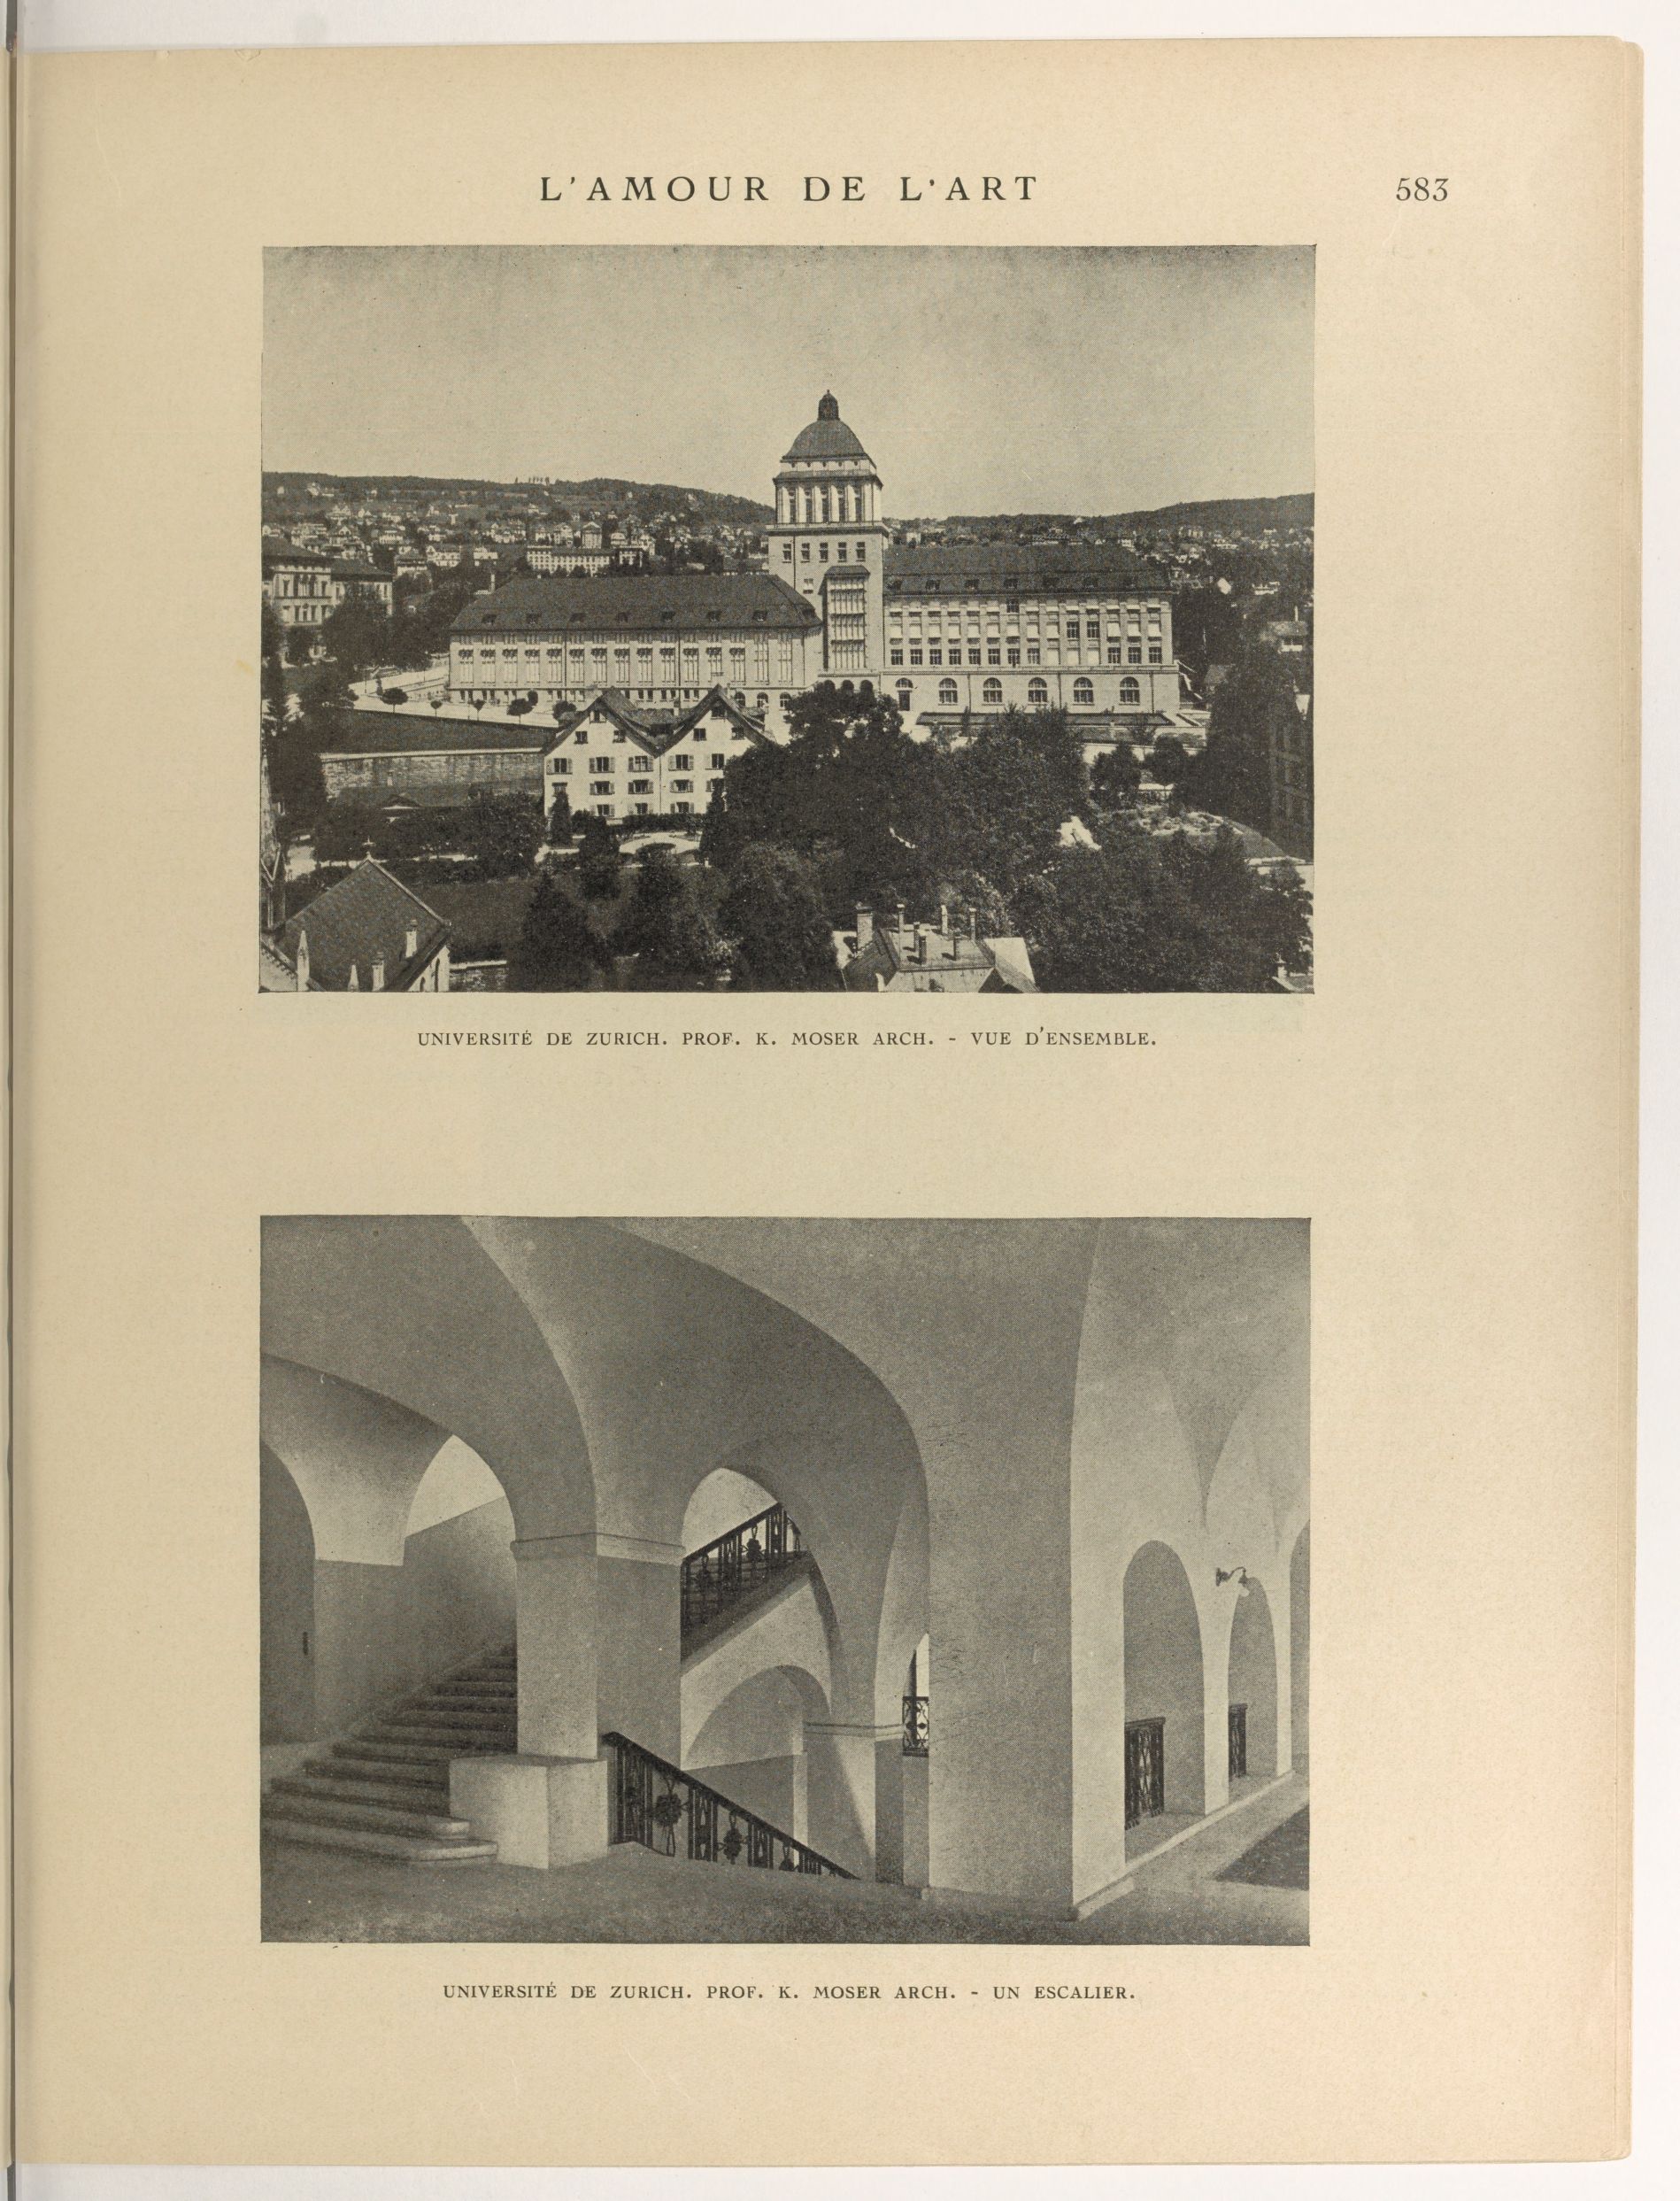 L'AMOUR DE L'ART
583
UNIVERSITÉ DE ZURICH. PROF. K. MOSER ARCH. - VUE D'ENSEMBLE.
UNIVERSITÉ DE ZURICH. PROF. K. MOSER ARCH. - UN ESCALIER.